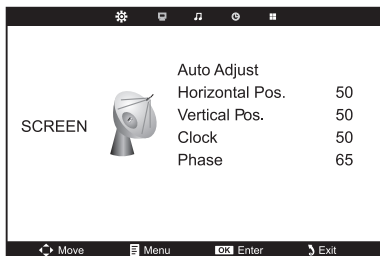 SCREEN
Auto Adjust
Horizontal Pos. 50
Vertical Pos. 50
Clock 50
Phase 65
Move Menu OK Enter Exit